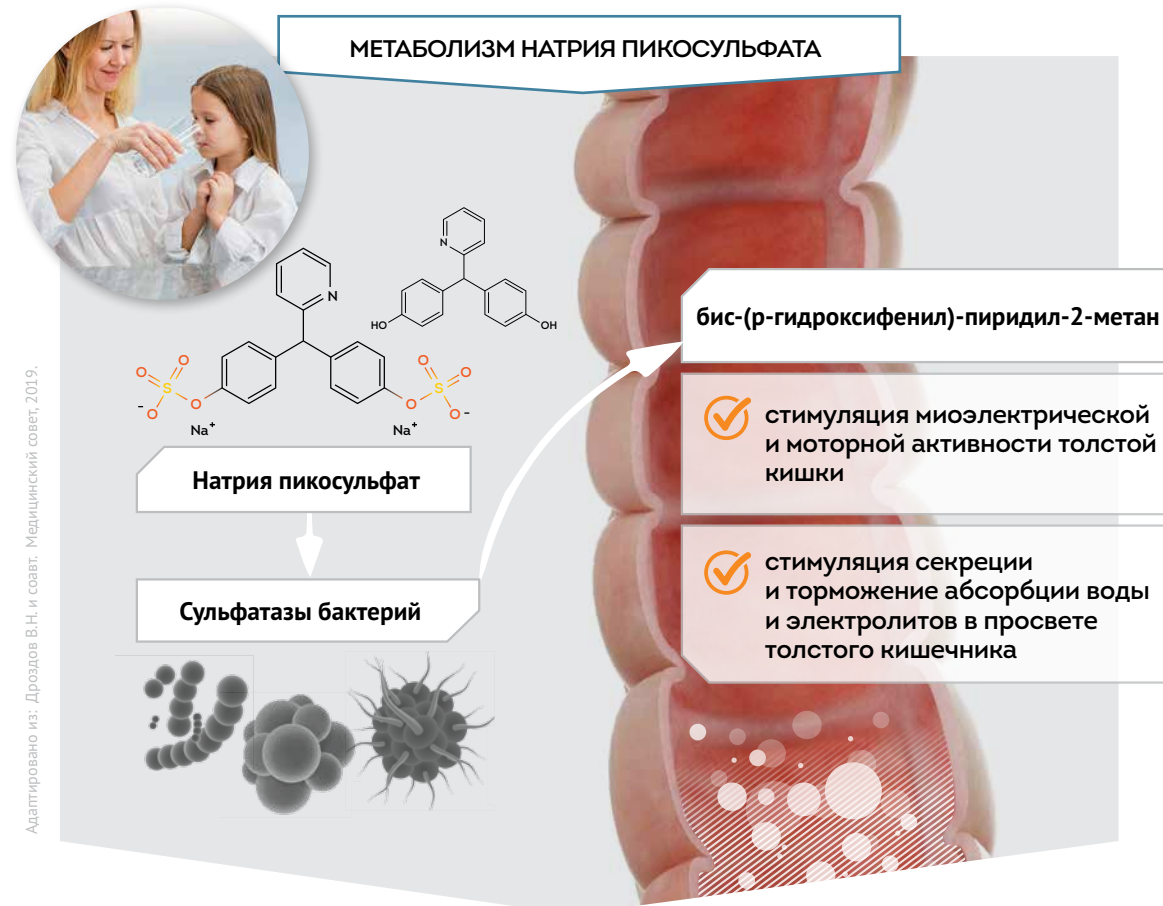 МЕТАБОЛИЗМ НАТРИЯ ПИКОСУЛЬФАТА
N
HO
OH
N
O
O
S
O
-O
Na+
O
O
S
O
O-
Na+
Натрия пикосульфат
Сульфатазы бактерий
бис-(р-гидроксифенил)-пиридил-2-метан
стимуляция миоэлектрической
и моторной активности толстой
кишки
стимуляция секреции
и торможение абсорбции воды
и электролитов в просвете
толстого кишечника
Адаптировано из: Дроздов В.Н. и соавт. Медицинский совет, 2019.